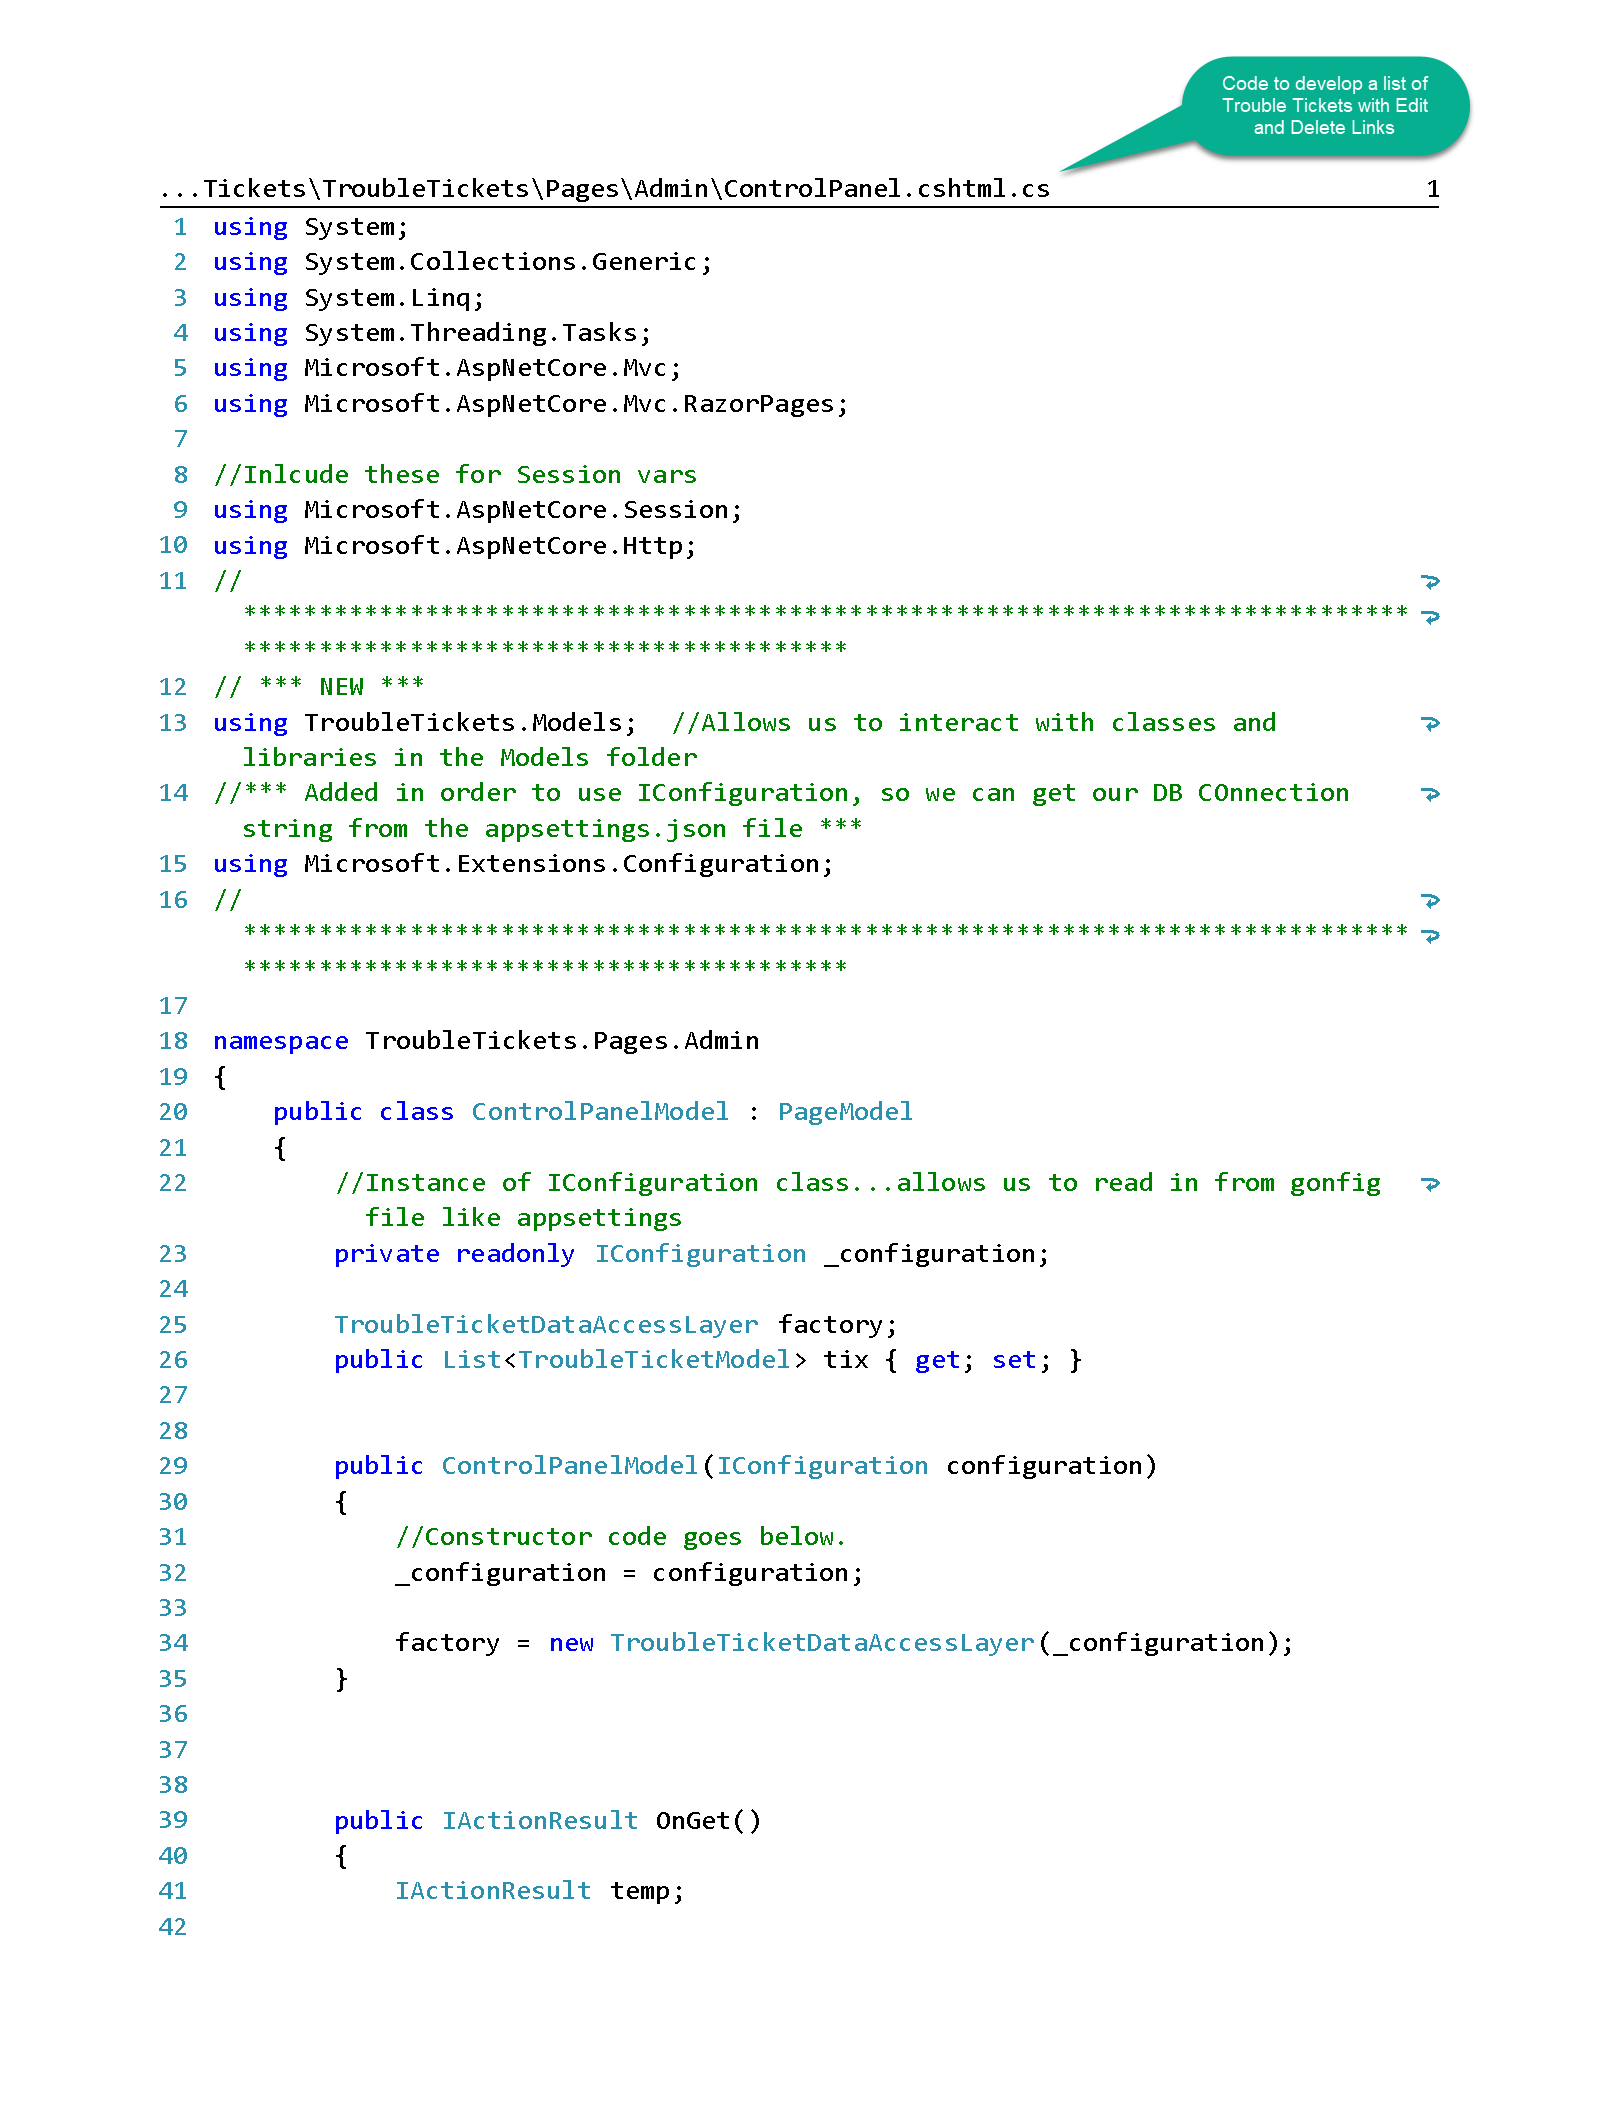 Code to develop a list of
Trouble Tickets with Edit
and Delete Links
...Tickets\TroubleTickets\Pages\Admin\ControlPanel.cshtml.cs 1
1 using System;
2 using System.Collections.Generic;
3 using System.Linq;
4 using System.Threading.Tasks;
5 using Microsoft.AspNetCore.Mvc;
6 using Microsoft.AspNetCore.Mvc.RazorPages;
7
8 //Inlcude these for Session vars
9 using Microsoft.AspNetCore.Session;
10 using Microsoft.AspNetCore.Http;
11 //
*****************************************************************************
****************************************
12 // *** NEW ***
13 using TroubleTickets.Models;  //Allows us to interact with classes and
libraries in the Models folder
14 //*** Added in order to use IConfiguration, so we can get our DB COnnection
string from the appsettings.json file ***
15 using Microsoft.Extensions.Configuration;
16 //
*****************************************************************************
****************************************
17
18 namespace TroubleTickets.Pages.Admin
19 {
20     public class ControlPanelModel : PageModel
21     {
22         //Instance of IConfiguration class...allows us to read in from gonfig
file like appsettings
23         private readonly IConfiguration _configuration;
24
25         TroubleTicketDataAccessLayer factory;
26         public List<TroubleTicketModel> tix { get; set; }
27
28
29         public ControlPanelModel(IConfiguration configuration)
30         {
31             //Constructor code goes below.
32             _configuration = configuration;
33
34             factory = new TroubleTicketDataAccessLayer(_configuration);
35         }
36
37
38
39         public IActionResult OnGet()
40         {
41             IActionResult temp;
42